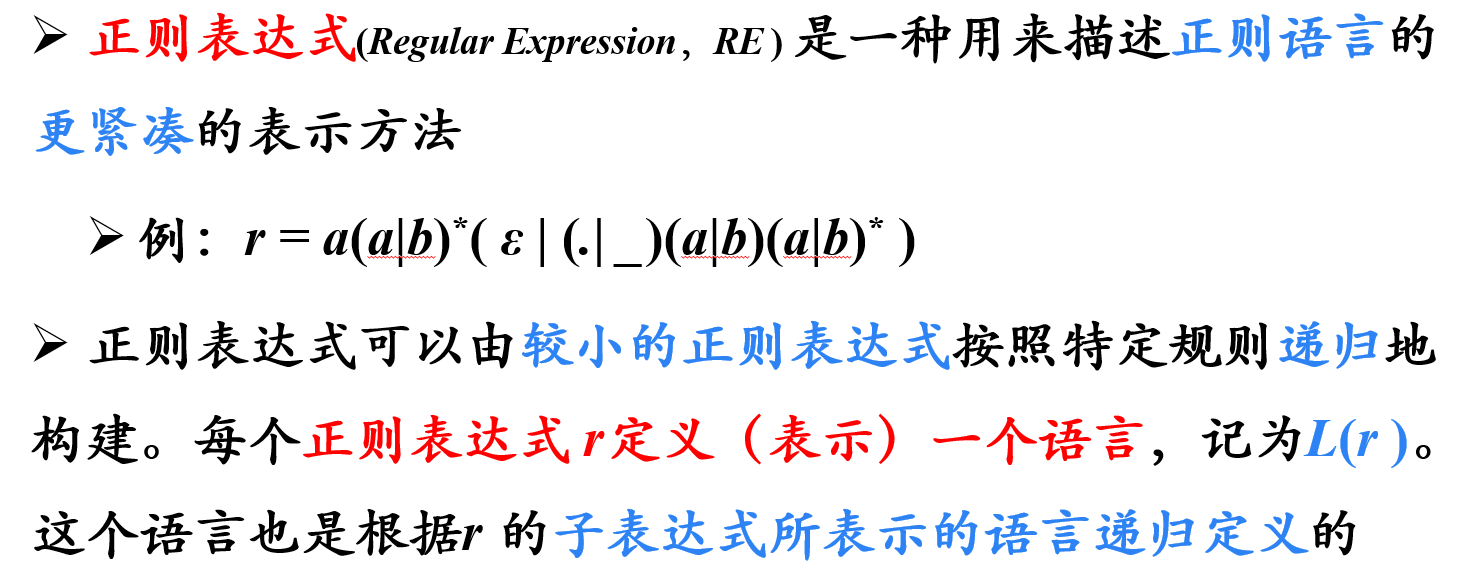 ➢ 正则表达式(Regular Expression，RE ) 是一种用来描述正则语言的
更紧凑的表示方法
➢ 例：r = a(a|b)*( ε | (.|_)(a|b)(a|b)* )
➢ 正则表达式可以由较小的正则表达式按照特定规则递归地
构建。每个正则表达式 r定义（表示）一个语言，记为L(r )。
这个语言也是根据r 的子表达式所表示的语言递归定义的